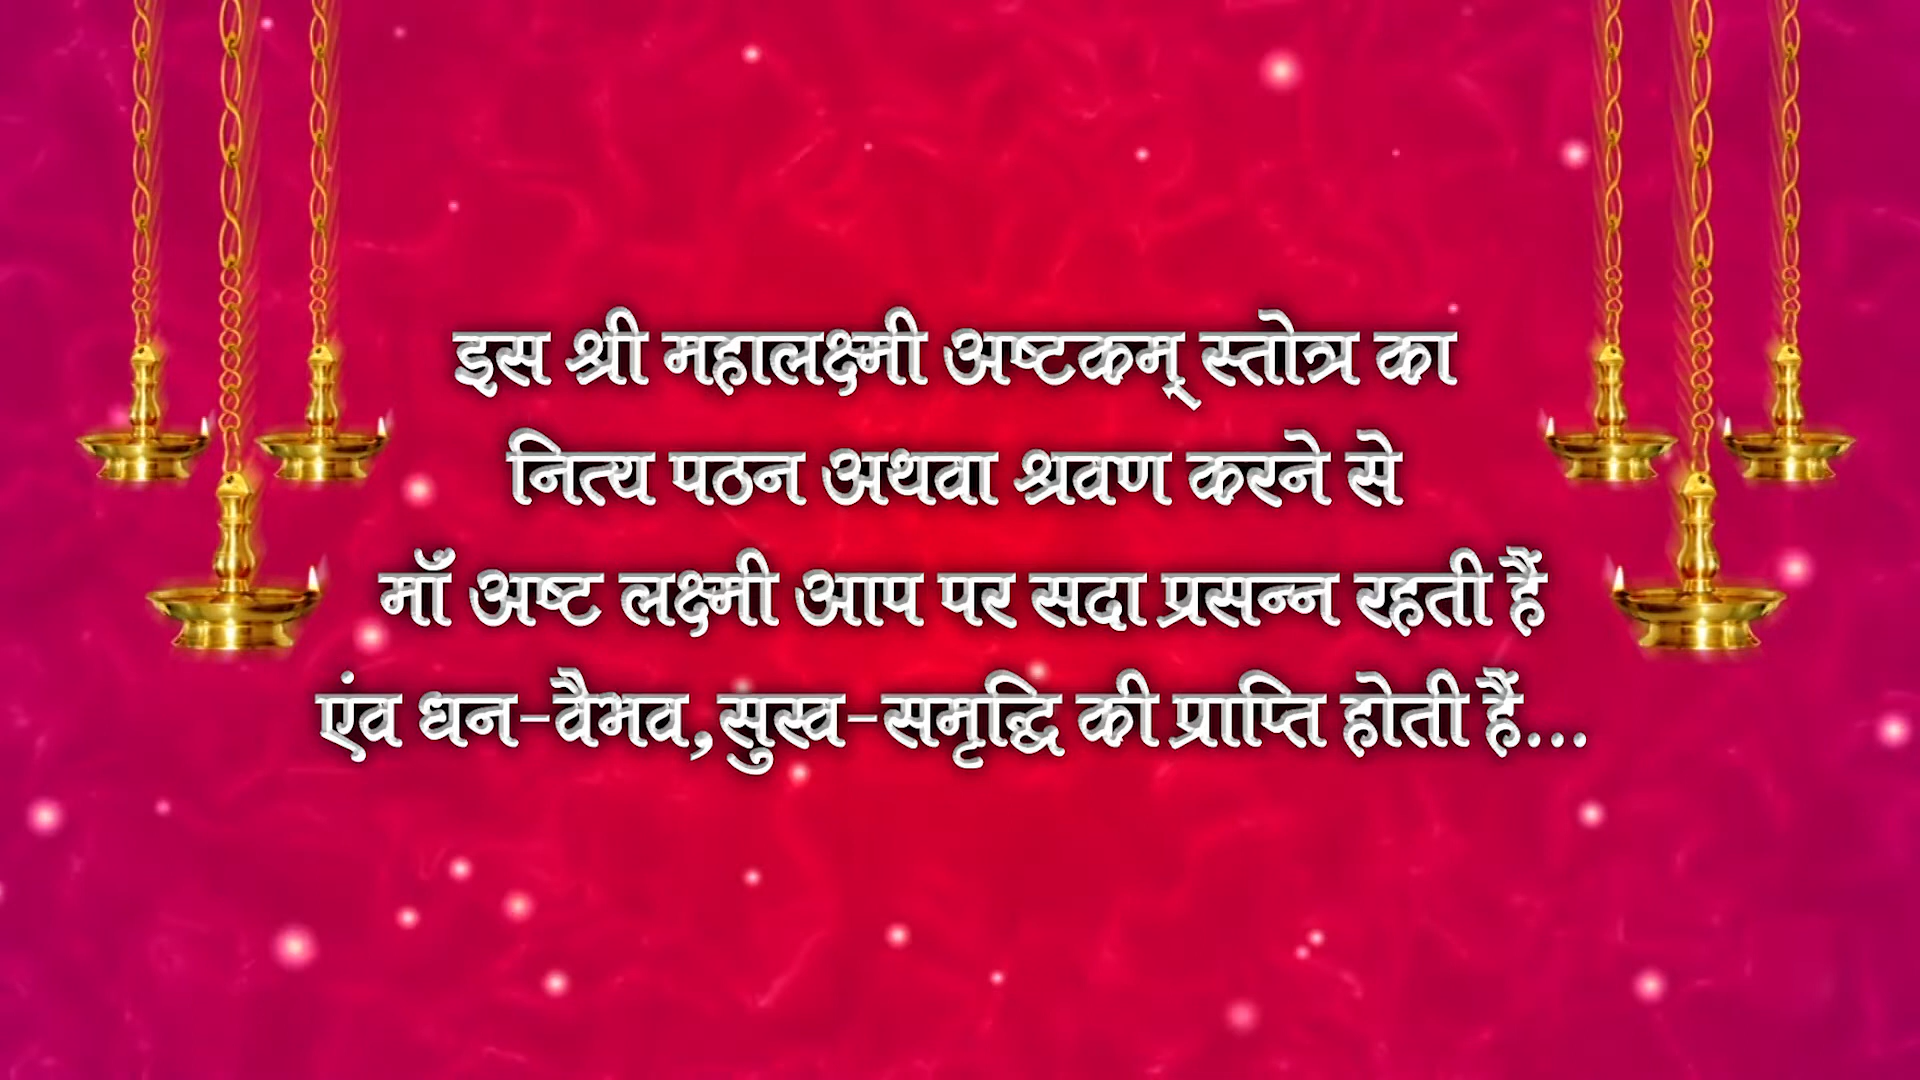 इस श्री महालक्ष्मी अष्टकम् स्तोत्र का
नित्य पठन अथवा श्रवण करने से
माॅं अष्ट लक्ष्मी आप पर सदा प्रसन्न रहती हैं
एंव धन-वैभव,सुख-समृद्धि की प्राप्ति होती हैं...